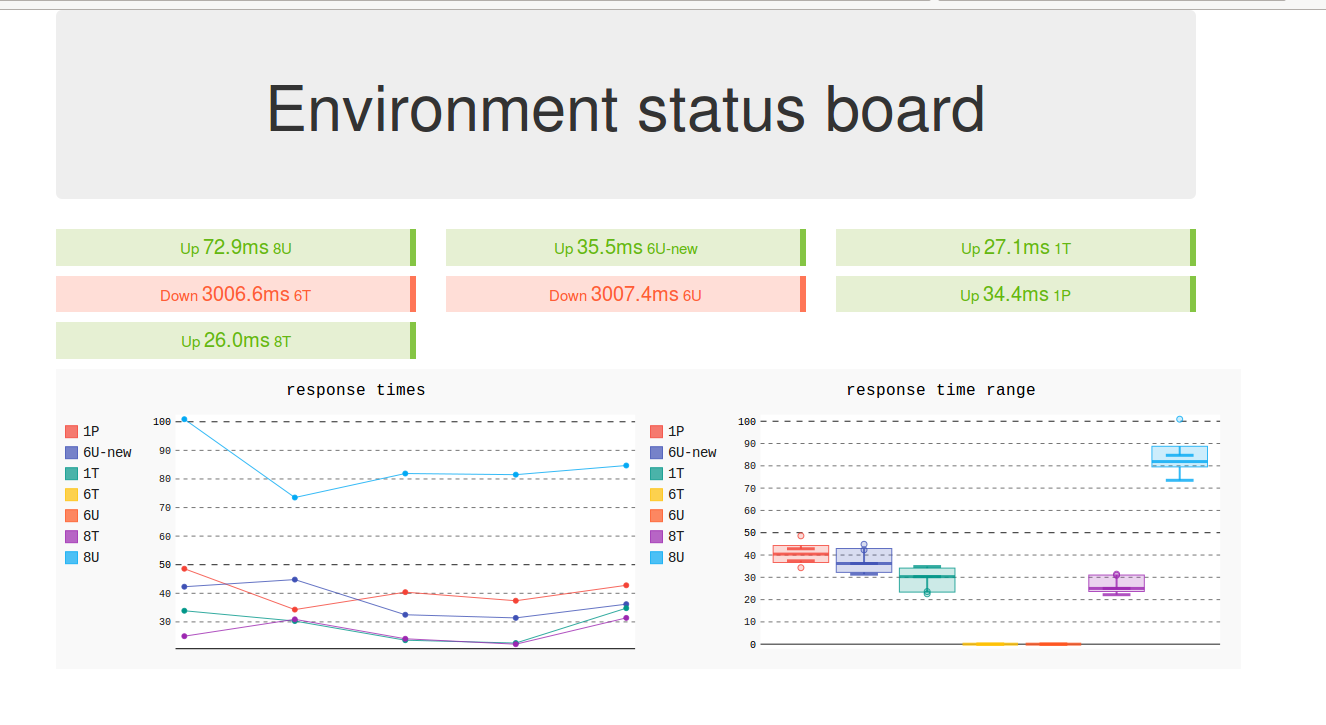 Environment status board
Up 72.9ms 8U
Up 35.5ms 6U-new
Up 27.1ms 1T
Down 3006.6ms 6T
Down 3007.4ms 6U
Up 34.4ms 1P
Up 26.0ms 8T
response times
1P
6U-new
1T
6T
6U
8T
8U
100
90
80
70
60
50
40
30
response time range
1P
6U-new
1T
6T
6U
8T
8U
100
90
80
70
60
50
40
30
20
10
0